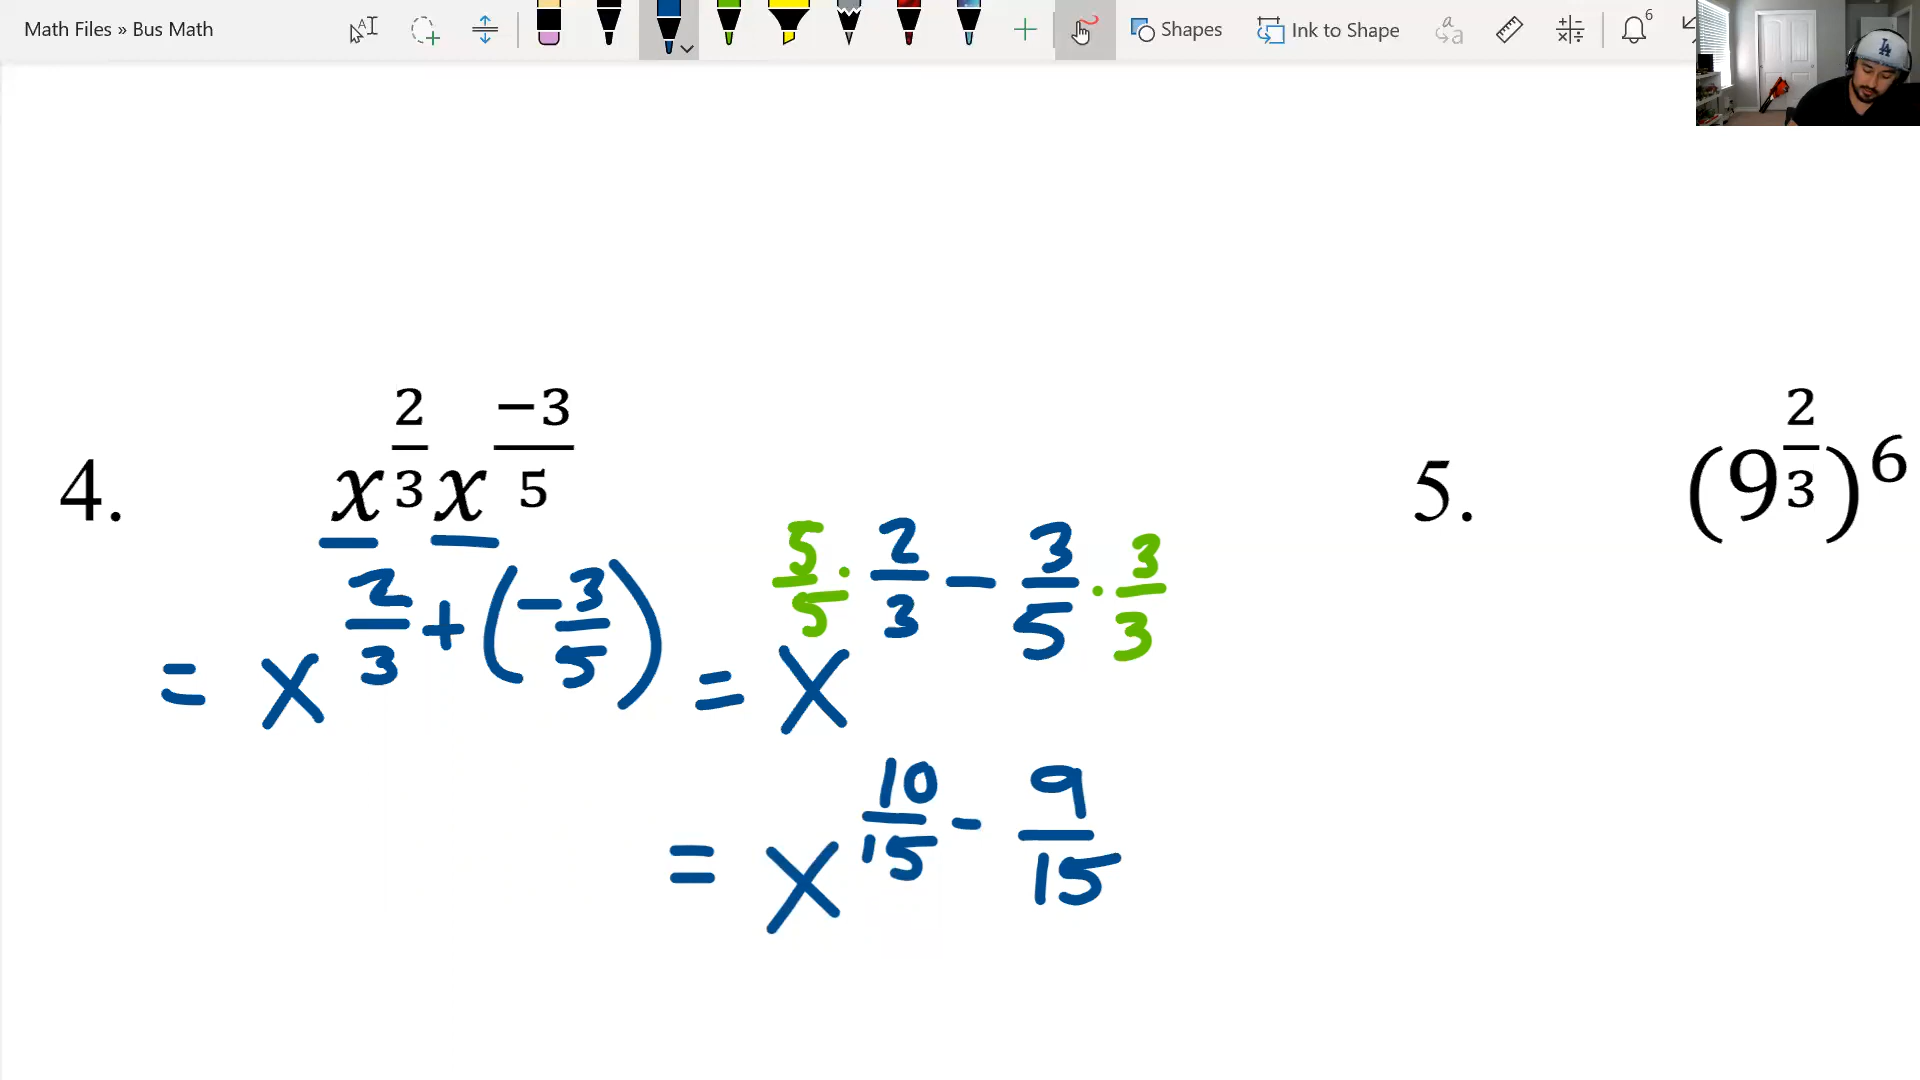 Math Files » Bus Math
Shapes
Ink to Shape
6
4. x^{2/3} x^{-3/5}
= x^{2/3 + (-3/5)} = x^{5/5 · 2/3 - 3/5 · 3/3}
= x^{10/15 - 9/15}
5. (9^{2/3})^6